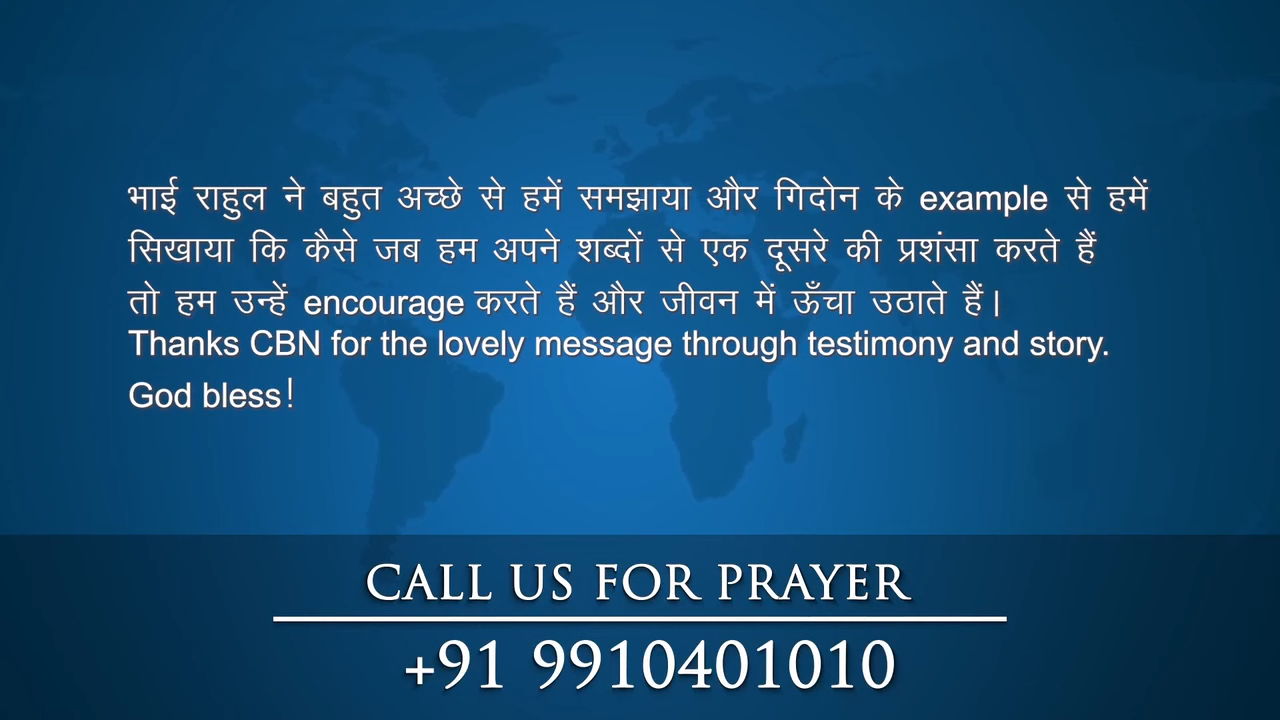 भाई राहुल ने बहुत अच्छे से हमें समझाया और गिदोन के example से हमें
सिखाया कि कैसे जब हम अपने शब्दों से एक दूसरे की प्रशंसा करते हैं
तो हम उन्हें encourage करते हैं और जीवन में ऊँचा उठाते हैं।
Thanks CBN for the lovely message through testimony and story.
God bless!
CALL US FOR PRAYER
+91 9910401010